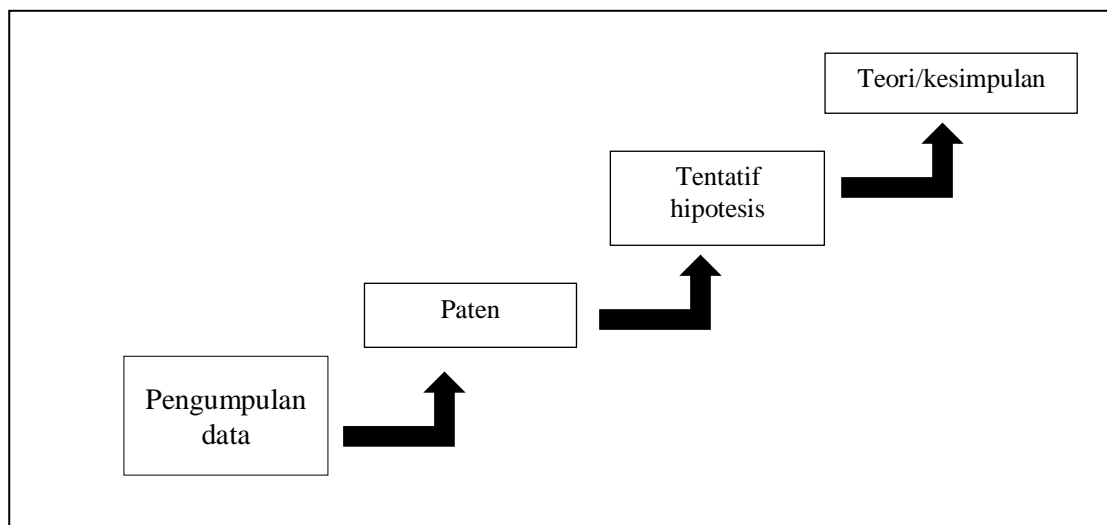 Teori/kesimpulan
Tentatif
hipotesis
Paten
Pengumpulan
data